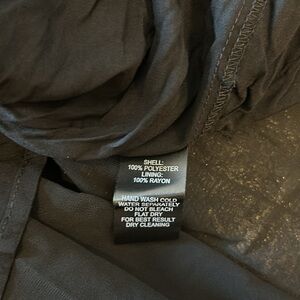 SHELL:
100% POLYESTER
LINING:
100% RAYON
HAND WASH COLD
WATER SEPARATELY
DO NOT BLEACH
FLAT DRY
FOR BEST RESULT
DRY CLEANING